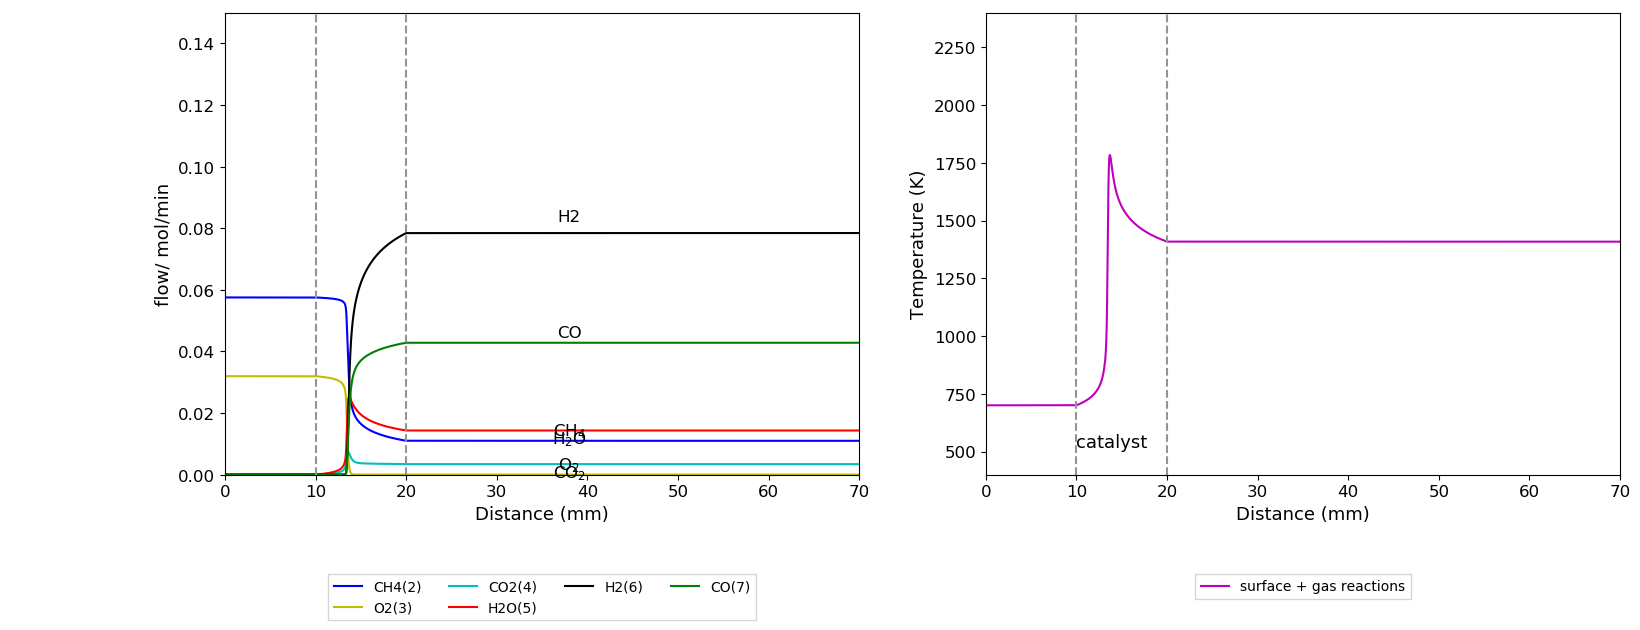 0.14
0.12
0.10
0.08
0.06
0.04
0.02
0.00
flow/ mol/min
H2
CO
CH₄
H₂O
O₂
CO₂
0 10 20 30 40 50 60 70
Distance (mm)
CH4(2) CO2(4) H2(6) CO(7)
O2(3) H2O(5)
2250
2000
1750
1500
1250
1000
750
500
Temperature (K)
catalyst
0 10 20 30 40 50 60 70
Distance (mm)
surface + gas reactions